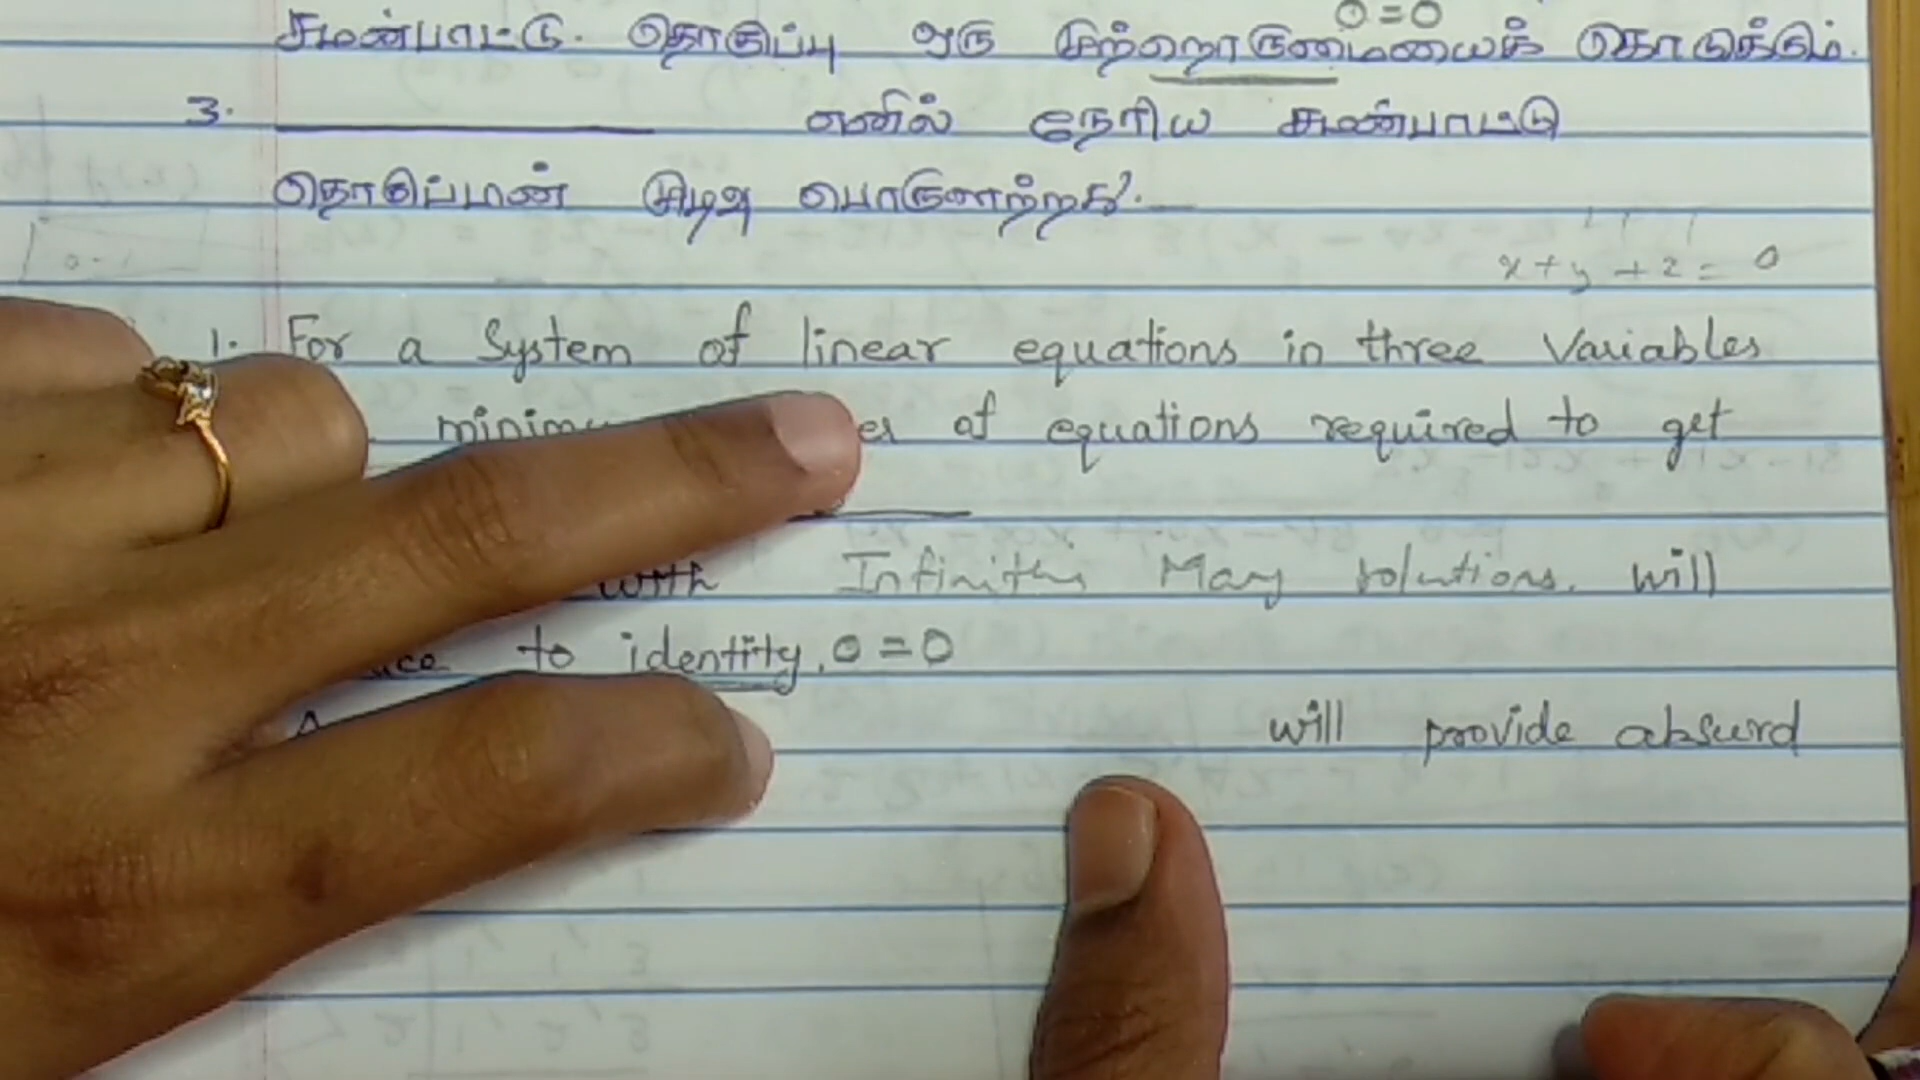 0=0
சமன்பாட்டு தொகுப்பு ஒரு முற்றொருமையைக் கொடுக்கும்.
3. ____________ எனில் நேரிய சமன்பாட்டு
தொகுப்பின் முடிவு பொருளற்றது.
x+y+z=0
1. For a System of linear equations in three Variables
of equations required to get
with Many solutions. will
to identity. 0=0
will provide absurd